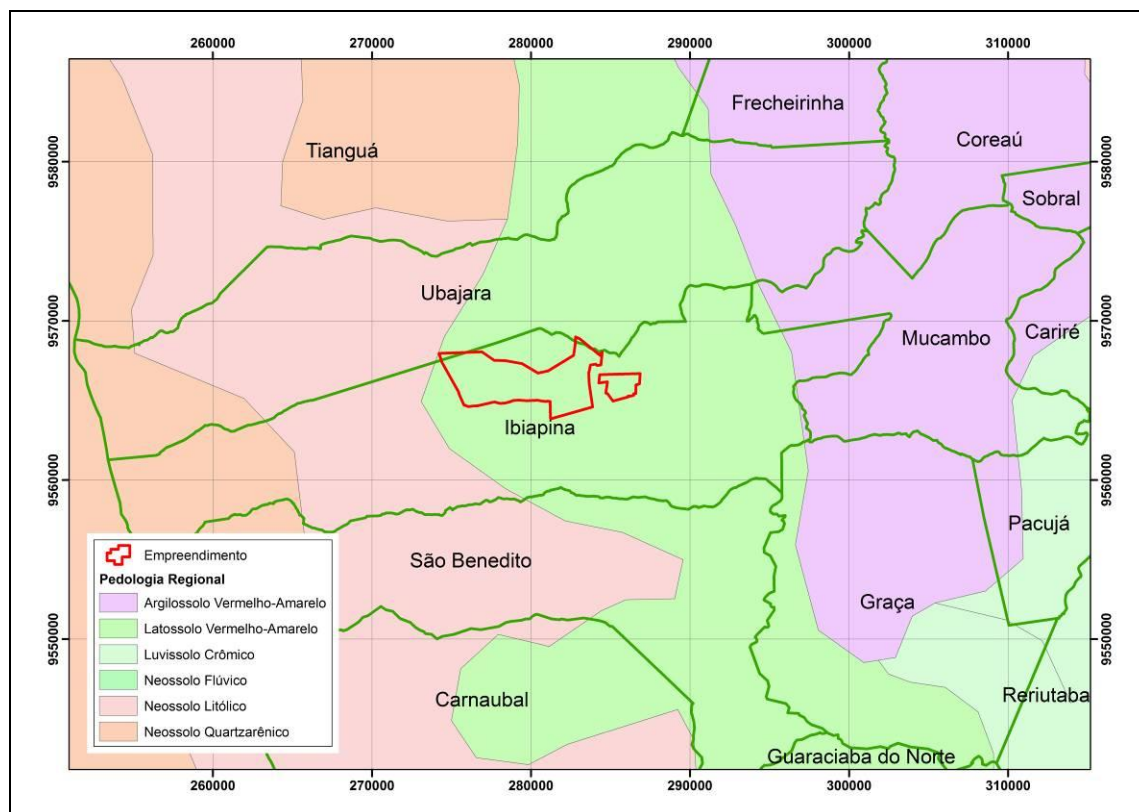 260000 270000 280000 290000 300000 310000
Frecheirinha
Tianguá
Coreaú
9580000
9580000
Sobral
Ubajara
9570000
9570000
Mucambo
Cariré
Ibiapina
9560000
9560000
Pacujá
São Benedito
Graça
9550000
9550000
Carnaubal
Reriutaba
Guaraciaba do Norte
Empreendimento
Pedologia Regional
Argilossolo Vermelho-Amarelo
Latossolo Vermelho-Amarelo
Luvissolo Crômico
Neossolo Flúvico
Neossolo Litólico
Neossolo Quartzarênico
260000 270000 280000 290000 300000 310000